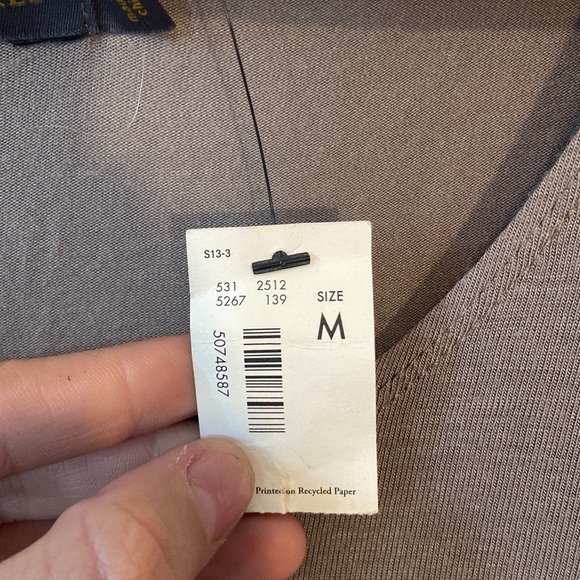 S13-3
531 2512
5267 139
SIZE
M
50748587
Printed on Recycled Paper